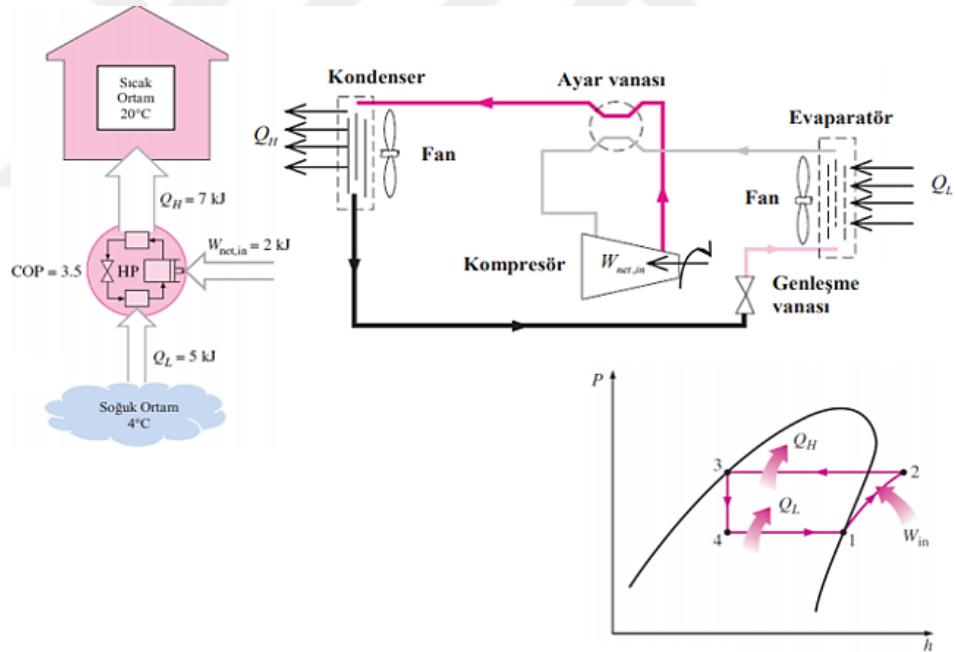 Sıcak
Ortam
20°C
Q_H = 7 kJ
W_net,in = 2 kJ
COP = 3.5
HP
Q_L = 5 kJ
Soğuk Ortam
4°C
Kondenser
Ayar vanası
Evaparatör
Q_H
Fan
Fan
Q_L
Kompresör
W_net,in
Genleşme
vanası
P
Q_H
3
2
Q_L
4
1
W_in
h